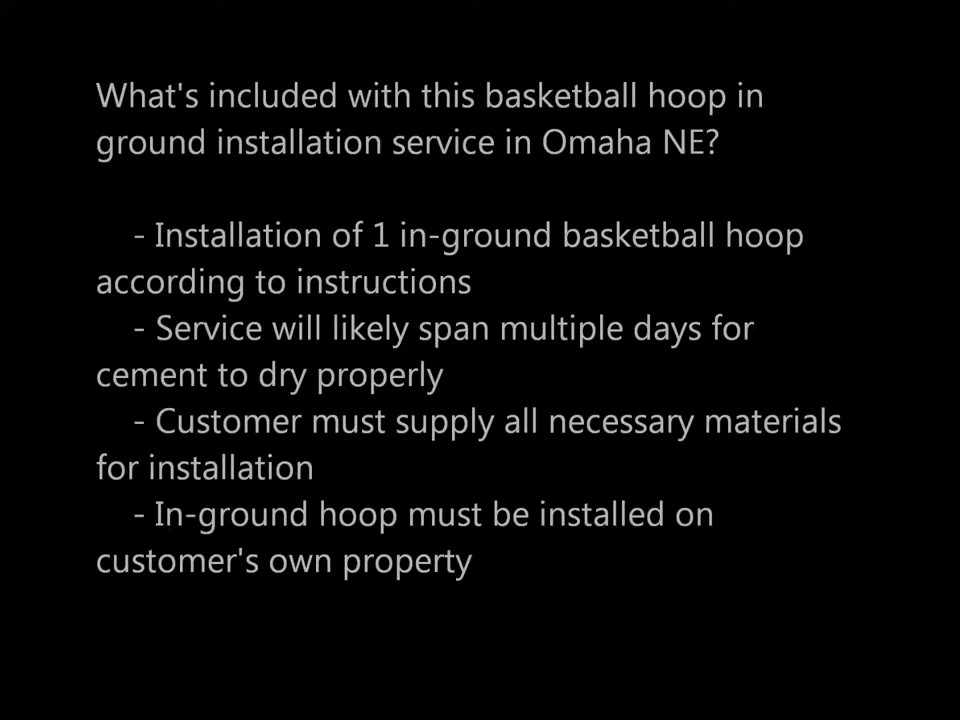 What's included with this basketball hoop in
ground installation service in Omaha NE?
- Installation of 1 in-ground basketball hoop
according to instructions
- Service will likely span multiple days for
cement to dry properly
- Customer must supply all necessary materials
for installation
- In-ground hoop must be installed on
customer's own property